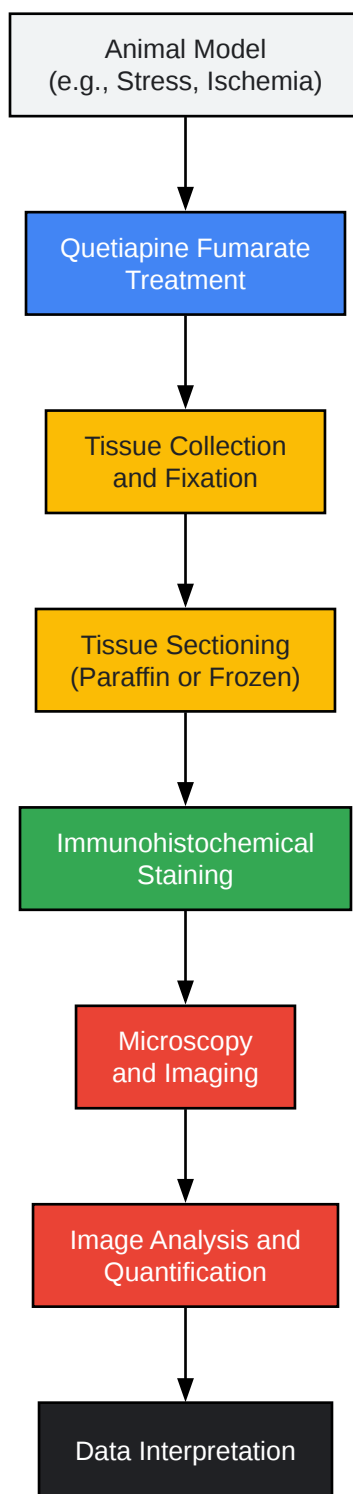 Animal Model
(e.g., Stress, Ischemia)
Quetiapine Fumarate
Treatment
Tissue Collection
and Fixation
Tissue Sectioning
(Paraffin or Frozen)
Immunohistochemical
Staining
Microscopy
and Imaging
Image Analysis and
Quantification
Data Interpretation